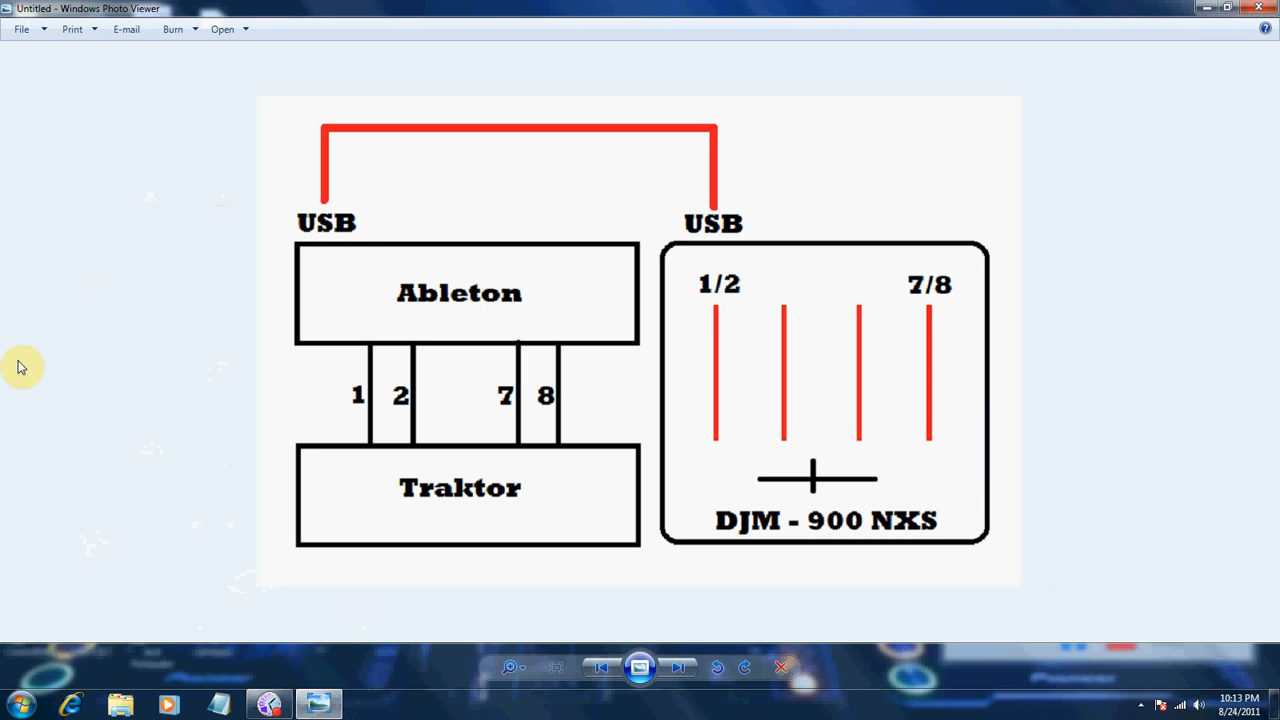 Untitled - Windows Photo Viewer
File Print E-mail Burn Open
USB USB
Ableton
1/2 7/8
1 2 7 8
Traktor
DJM - 900 NXS
10:13 PM
8/24/2011